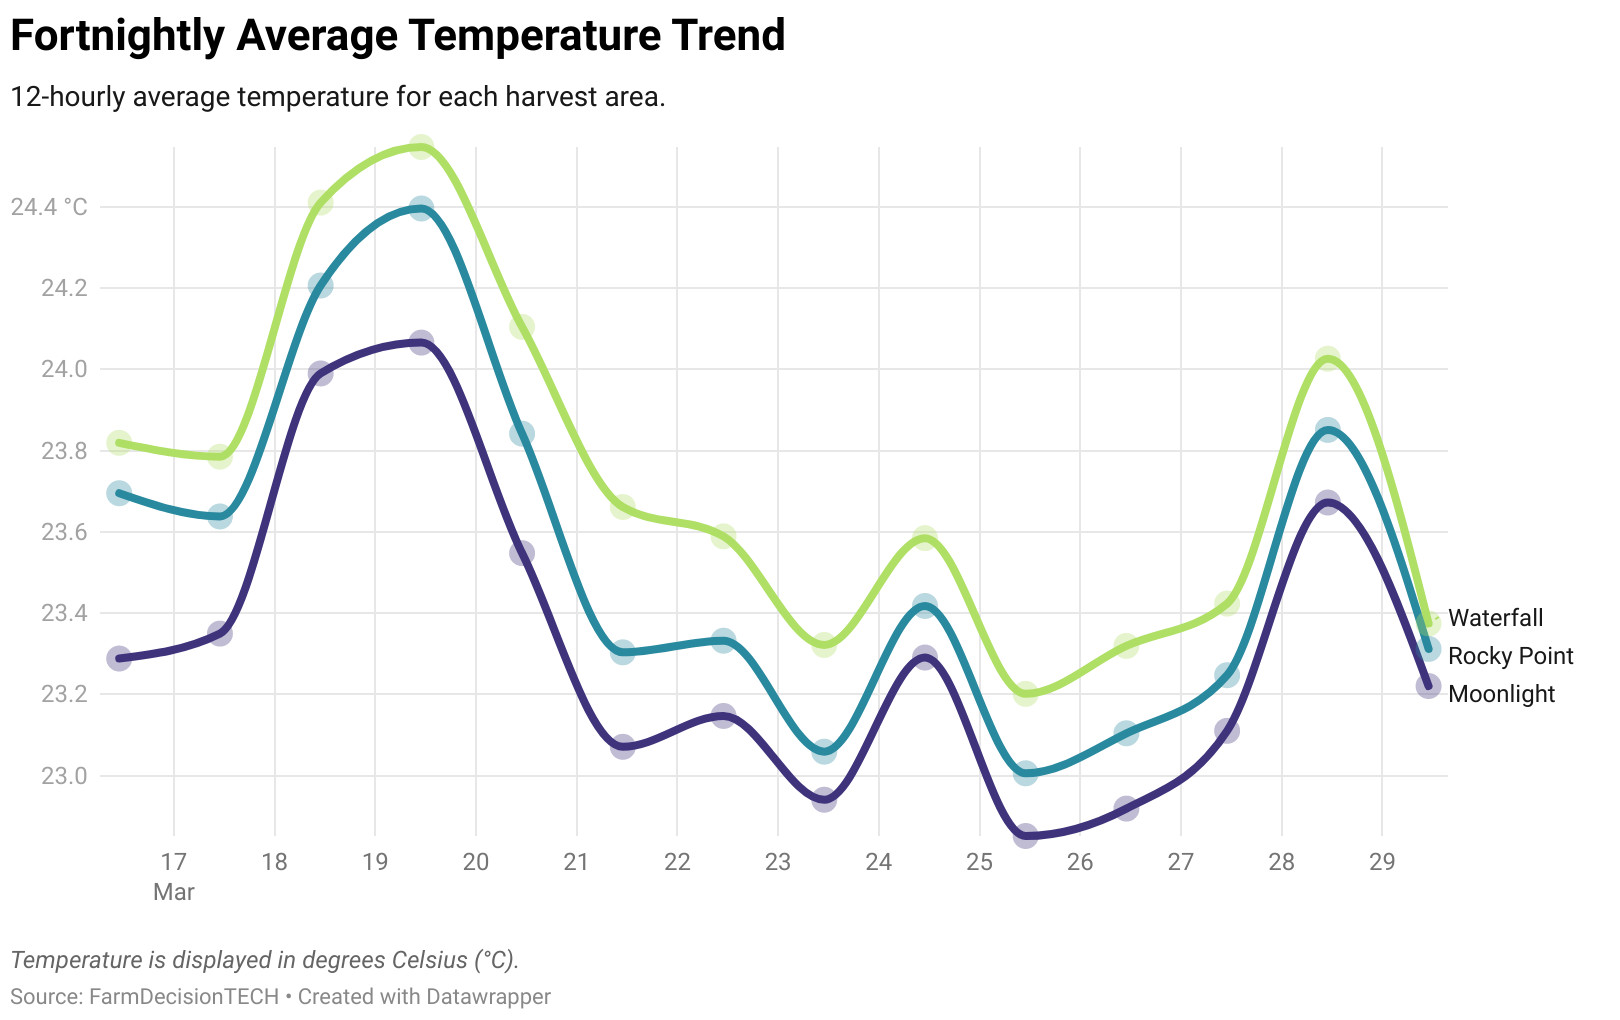 Fortnightly Average Temperature Trend
12-hourly average temperature for each harvest area.
24.4 °C
24.2
24.0
23.8
23.6
23.4
23.2
23.0
Waterfall
Rocky Point
Moonlight
17 18 19 20 21 22 23 24 25 26 27 28 29
Mar
Temperature is displayed in degrees Celsius (°C).
Source: FarmDecisionTECH • Created with Datawrapper